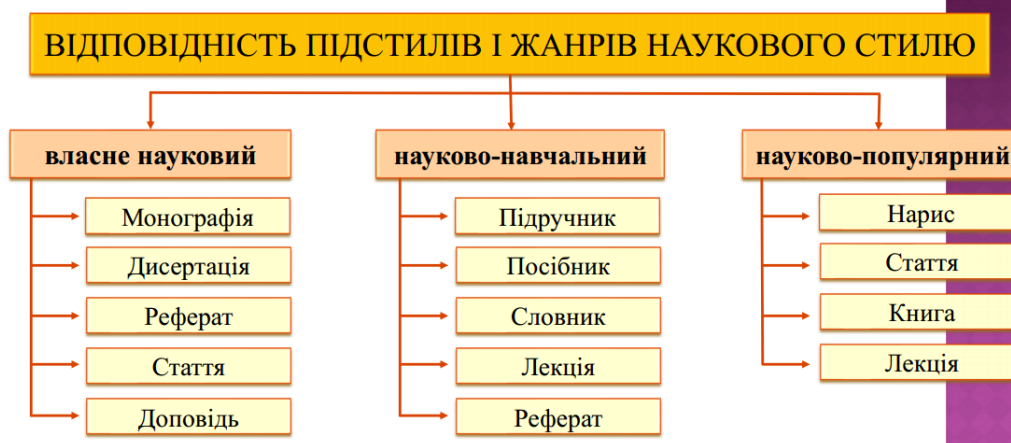 ВІДПОВІДНІСТЬ ПІДСТИЛІВ І ЖАНРІВ НАУКОВОГО СТИЛЮ
власне науковий
Монографія
Дисертація
Реферат
Стаття
Доповідь
науково-навчальний
Підручник
Посібник
Словник
Лекція
Реферат
науково-популярний
Нарис
Стаття
Книга
Лекція